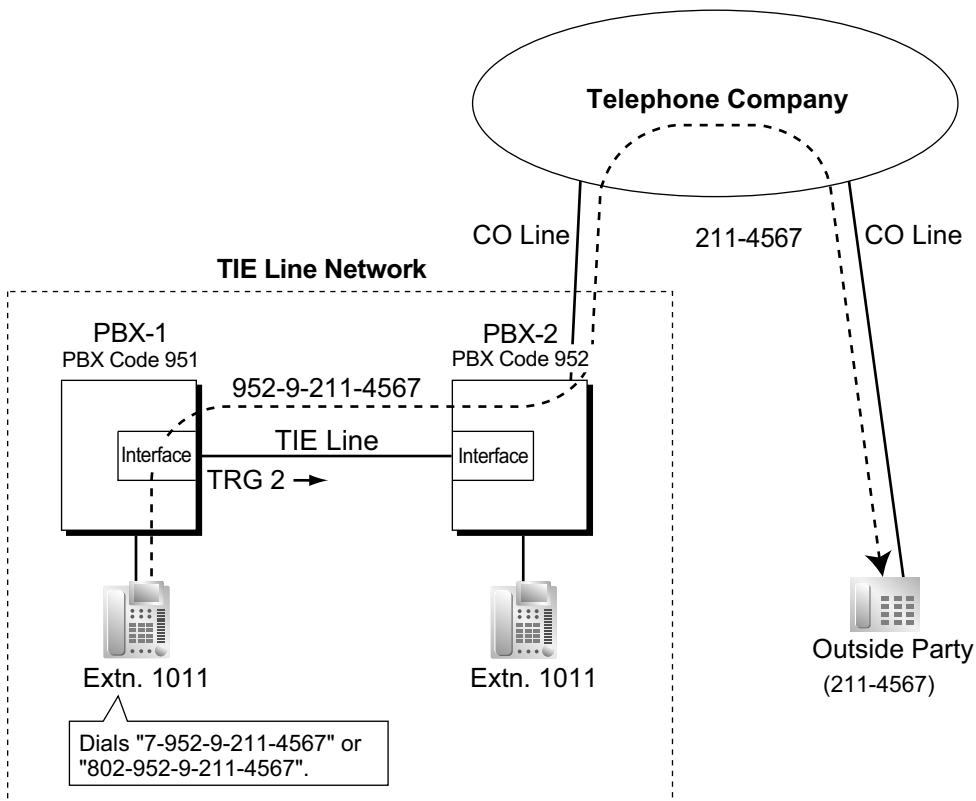 Telephone Company
CO Line
211-4567
CO Line
TIE Line Network
PBX-1
PBX Code 951
PBX-2
PBX Code 952
952-9-211-4567
Interface
TIE Line
Interface
TRG 2 →
Extn. 1011
Extn. 1011
Outside Party
(211-4567)
Dials "7-952-9-211-4567" or
"802-952-9-211-4567".